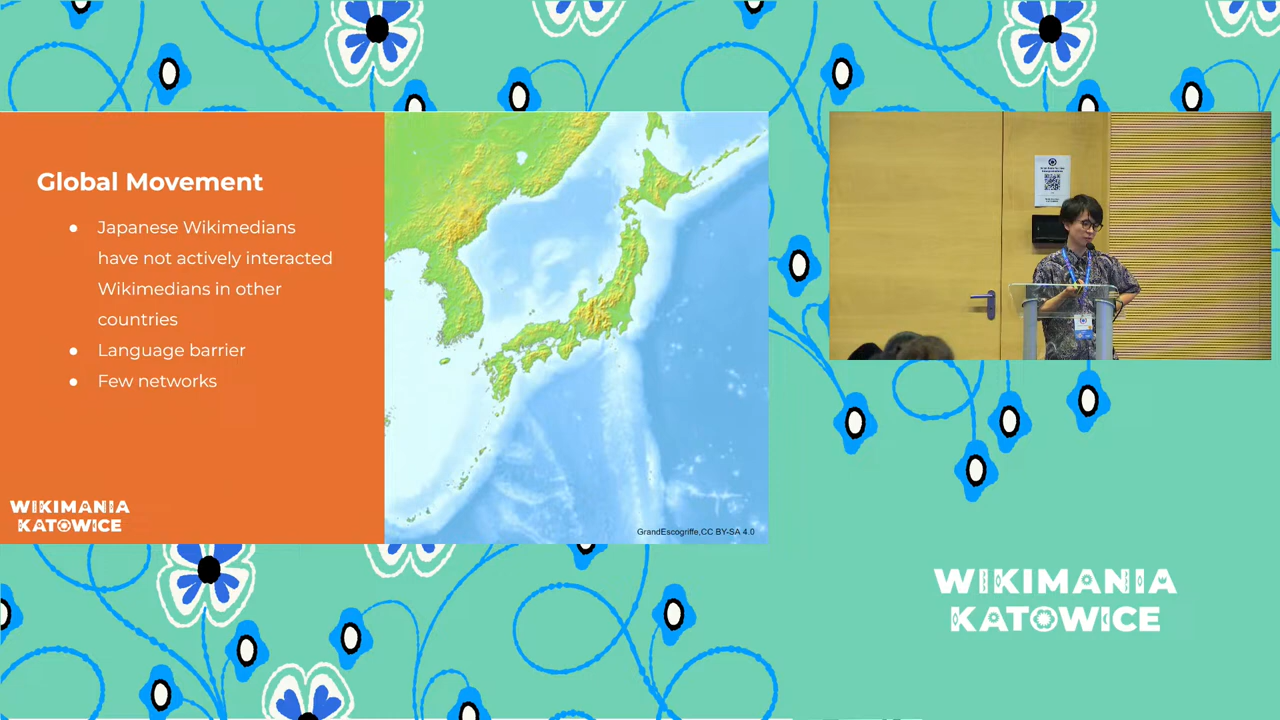 Global Movement
● Japanese Wikimedians
have not actively interacted
Wikimedians in other
countries
● Language barrier
● Few networks
WIKIMANIA
KATOWICE
GrandEscogriffe,CC BY-SA 4.0
WIKIMANIA
KATOWICE